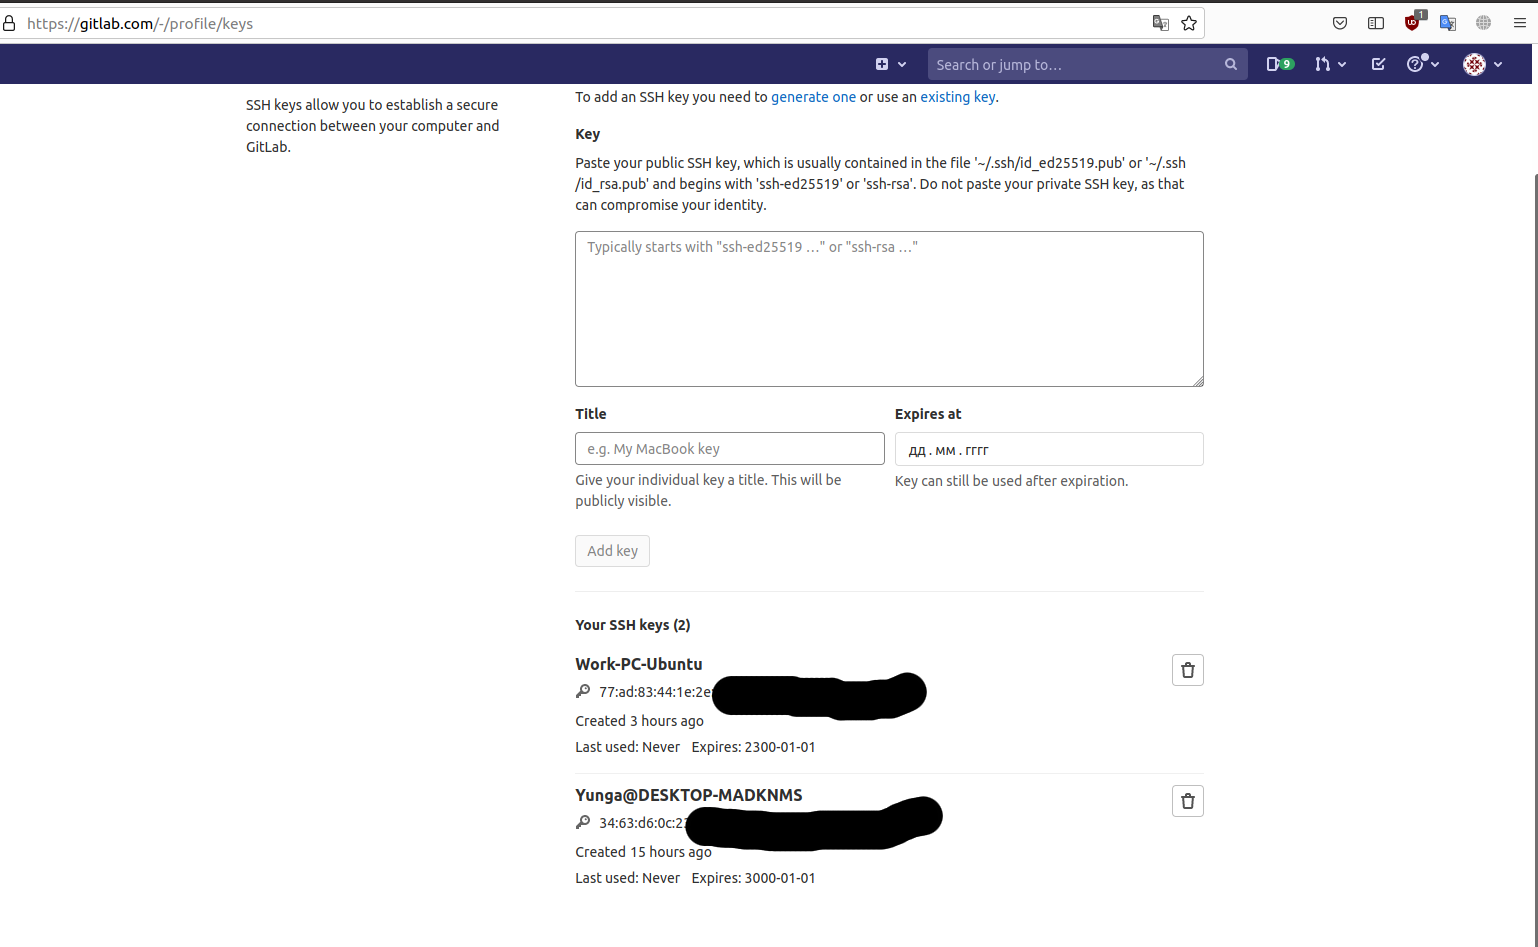 https://gitlab.com/-/profile/keys
1
Search or jump to…
9
SSH keys allow you to establish a secure
connection between your computer and
GitLab.
To add an SSH key you need to generate one or use an existing key.
Key
Paste your public SSH key, which is usually contained in the file '~/.ssh/id_ed25519.pub' or '~/.ssh
/id_rsa.pub' and begins with 'ssh-ed25519' or 'ssh-rsa'. Do not paste your private SSH key, as that
can compromise your identity.
Typically starts with "ssh-ed25519 …" or "ssh-rsa …"
Title
Expires at
e.g. My MacBook key
дд . мм . гггг
Give your individual key a title. This will be
publicly visible.
Key can still be used after expiration.
Add key
Your SSH keys (2)
Work-PC-Ubuntu
77:ad:83:44:1e:2e
Created 3 hours ago
Last used: Never Expires: 2300-01-01
Yunga@DESKTOP-MADKNMS
34:63:d6:0c:2
Created 15 hours ago
Last used: Never Expires: 3000-01-01